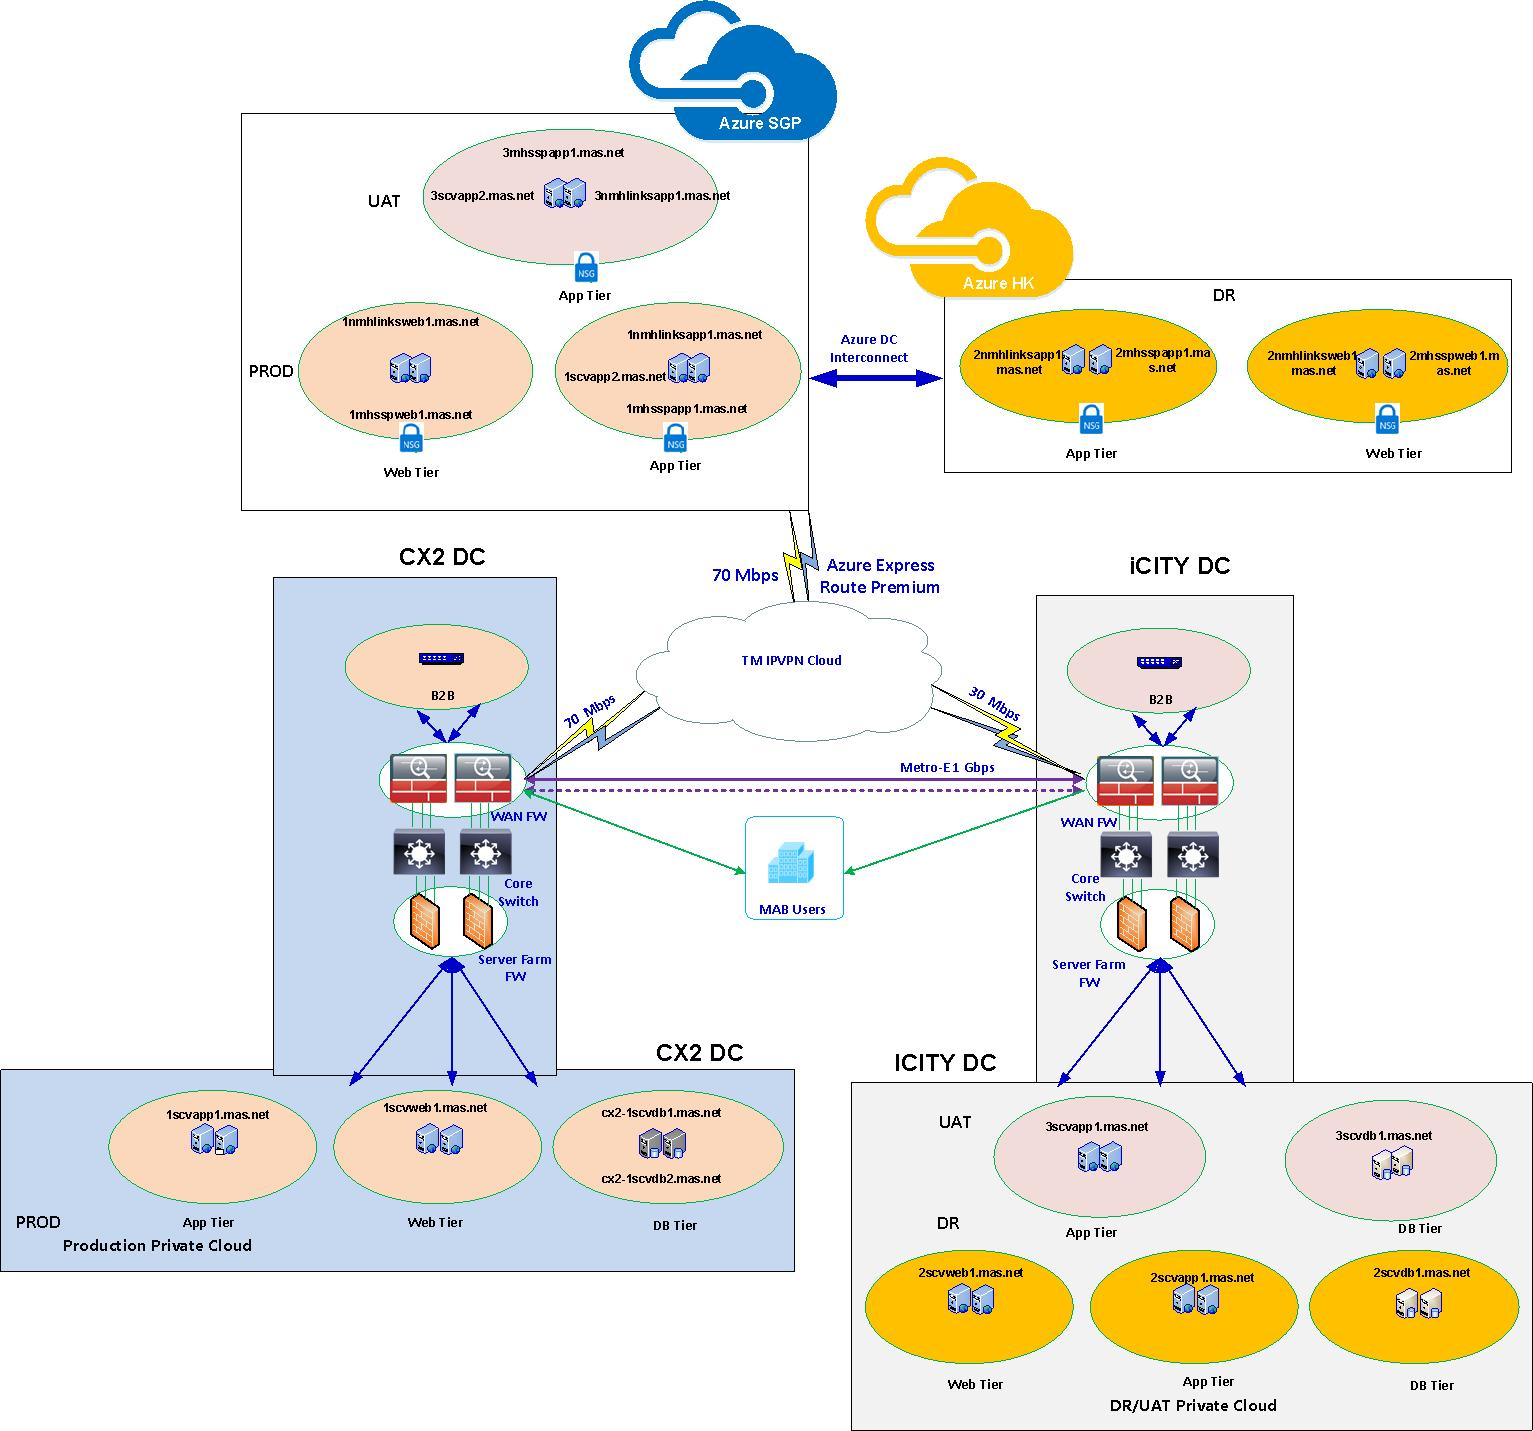 Azure SGP
3mhsspapp1.mas.net
UAT
3scvapp2.mas.net
3nmhlinksapp1.mas.net
NSG
App Tier
Azure HK
DR
1nmhlinksweb1.mas.net
1nmhlinksapp1.mas.net
PROD
1scvapp2.mas.net
1mhsspweb1.mas.net
1mhsspapp1.mas.net
NSG
NSG
Web Tier
App Tier
Azure DC
Interconnect
2nmhlinksapp1.
mas.net
2mhsspapp1.ma
s.net
2nmhlinksweb1.
mas.net
2mhsspweb1.m
as.net
NSG
NSG
App Tier
Web Tier
CX2 DC
70 Mbps
Azure Express
Route Premium
iCITY DC
TM IPVPN Cloud
B2B
B2B
70 Mbps
30 Mbps
Metro-E 1 Gbps
WAN FW
WAN FW
Core
Switch
Core
Switch
MAB Users
Server Farm
FW
Server Farm
FW
CX2 DC
ICITY DC
1scvapp1.mas.net
1scvweb1.mas.net
cx2-1scvdb1.mas.net
cx2-1scvdb2.mas.net
PROD
App Tier
Web Tier
DB Tier
Production Private Cloud
UAT
3scvapp1.mas.net
3scvdb1.mas.net
App Tier
DB Tier
DR
2scvweb1.mas.net
2scvapp1.mas.net
2scvdb1.mas.net
Web Tier
App Tier
DB Tier
DR/UAT Private Cloud